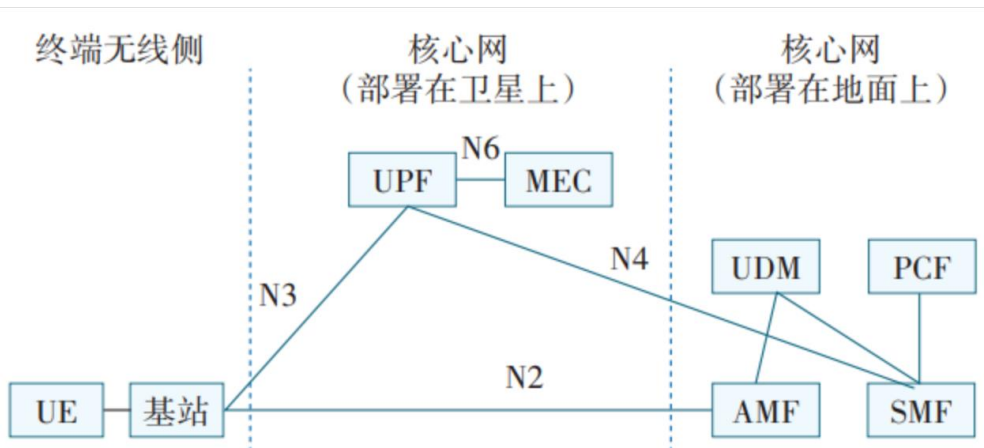 终端无线侧
核心网
（部署在卫星上）
核心网
（部署在地面上）
N6
UPF
MEC
N4
UDM
PCF
N3
N2
UE
基站
AMF
SMF